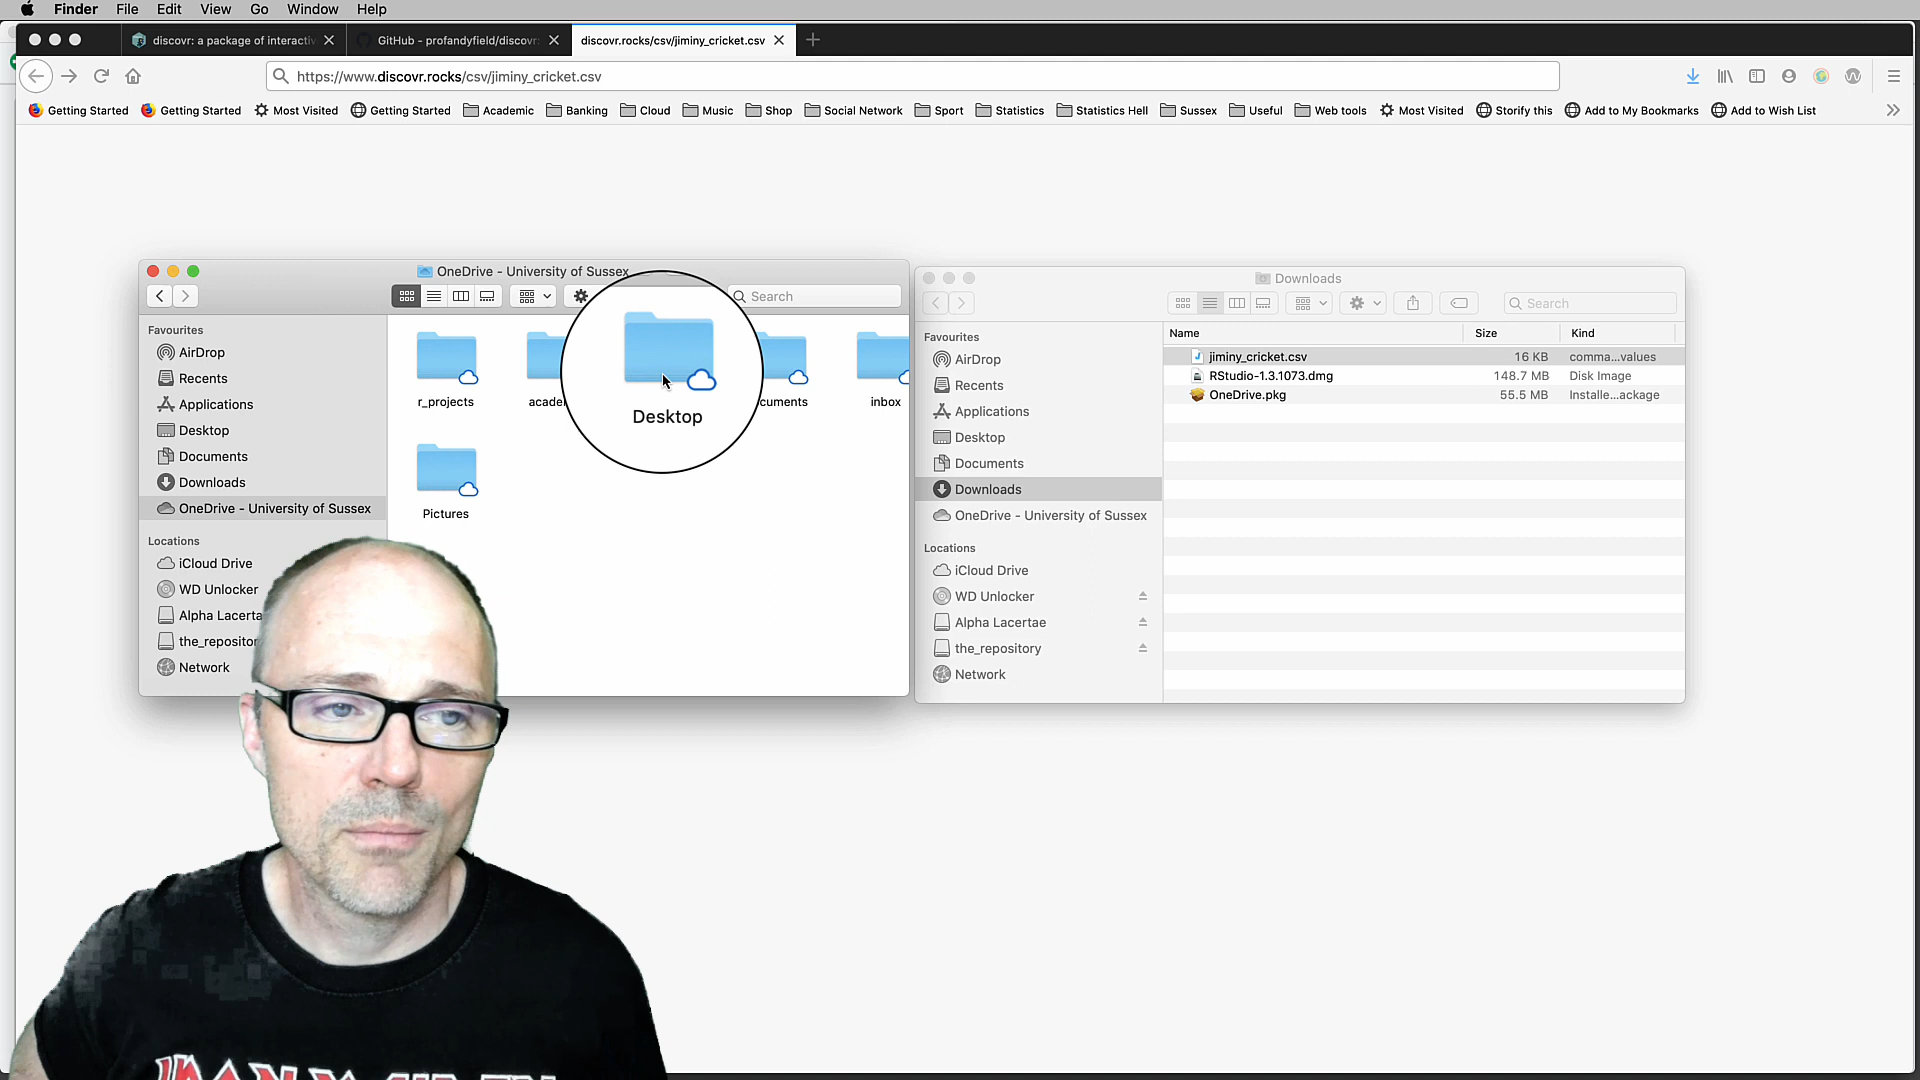 Finder File Edit View Go Window Help
discovr: a package of interactiv
GitHub - profandyfield/discovr:
discovr.rocks/csv/jiminy_cricket.csv
https://www.discovr.rocks/csv/jiminy_cricket.csv
Getting Started Getting Started Most Visited Getting Started Academic Banking Cloud Music Shop Social Network Sport Statistics Statistics Hell Sussex Useful Web tools Most Visited Storify this Add to My Bookmarks Add to Wish List
OneDrive - University of Sussex
Search
Favourites
AirDrop
Recents
Applications
Desktop
Documents
Downloads
OneDrive - University of Sussex
Locations
iCloud Drive
WD Unlocker
Alpha Lacerta
the_repositor
Network
r_projects
acade
Desktop
cuments
inbox
Pictures
Downloads
Search
Favourites
AirDrop
Recents
Applications
Desktop
Documents
Downloads
OneDrive - University of Sussex
Locations
iCloud Drive
WD Unlocker
Alpha Lacertae
the_repository
Network
Name Size Kind
jiminy_cricket.csv 16 KB comma...values
RStudio-1.3.1073.dmg 148.7 MB Disk Image
OneDrive.pkg 55.5 MB Installe...ackage
IRON MAIDEN